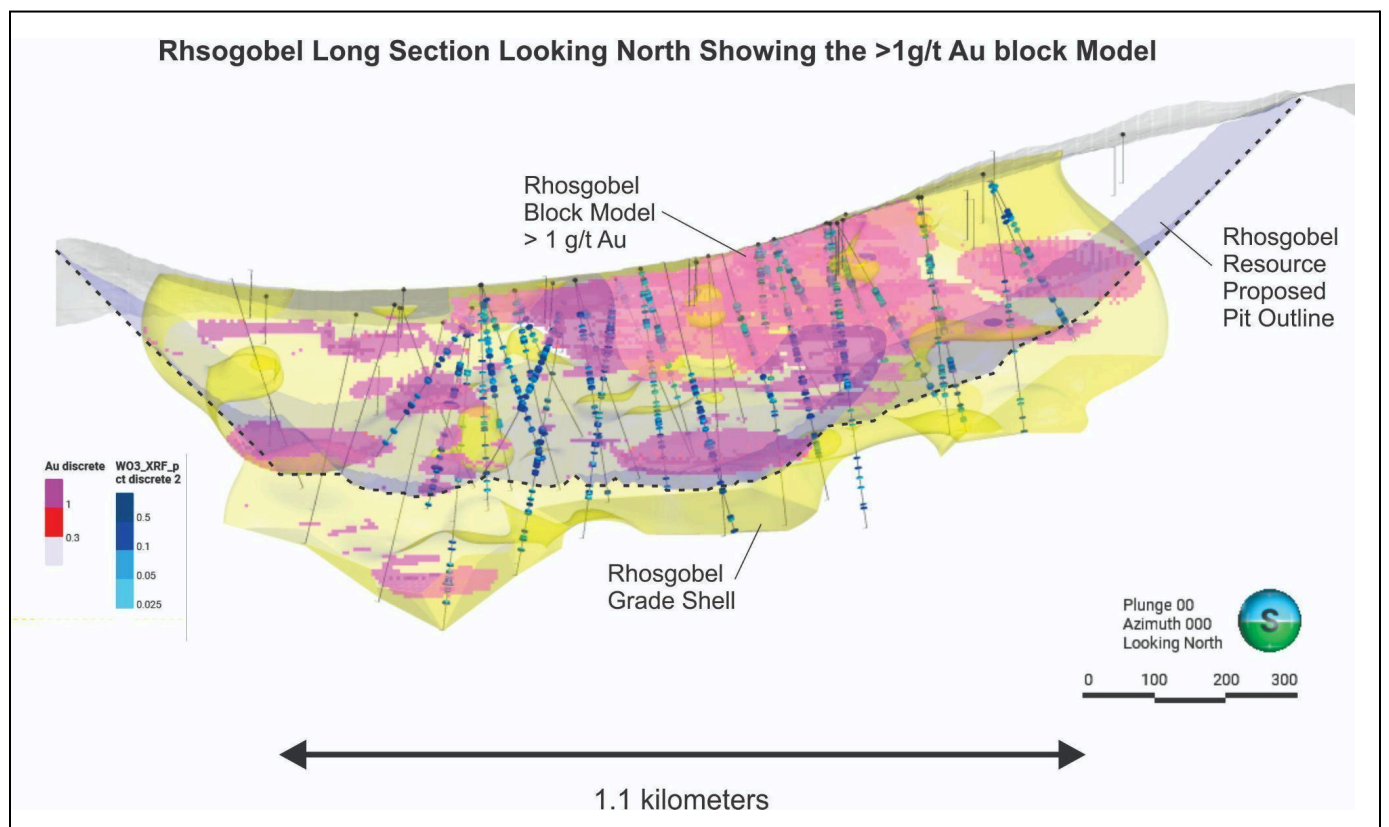 Rhsogobel Long Section Looking North Showing the >1g/t Au block Model
Rhosgobel
Block Model
> 1 g/t Au
Rhosgobel
Resource
Proposed
Pit Outline
Au discrete
1
0.3
WO3_XRF_p
ct discrete 2
0.5
0.1
0.05
0.025
Rhosgobel
Grade Shell
Plunge 00
Azimuth 000
Looking North
S
0 100 200 300
1.1 kilometers